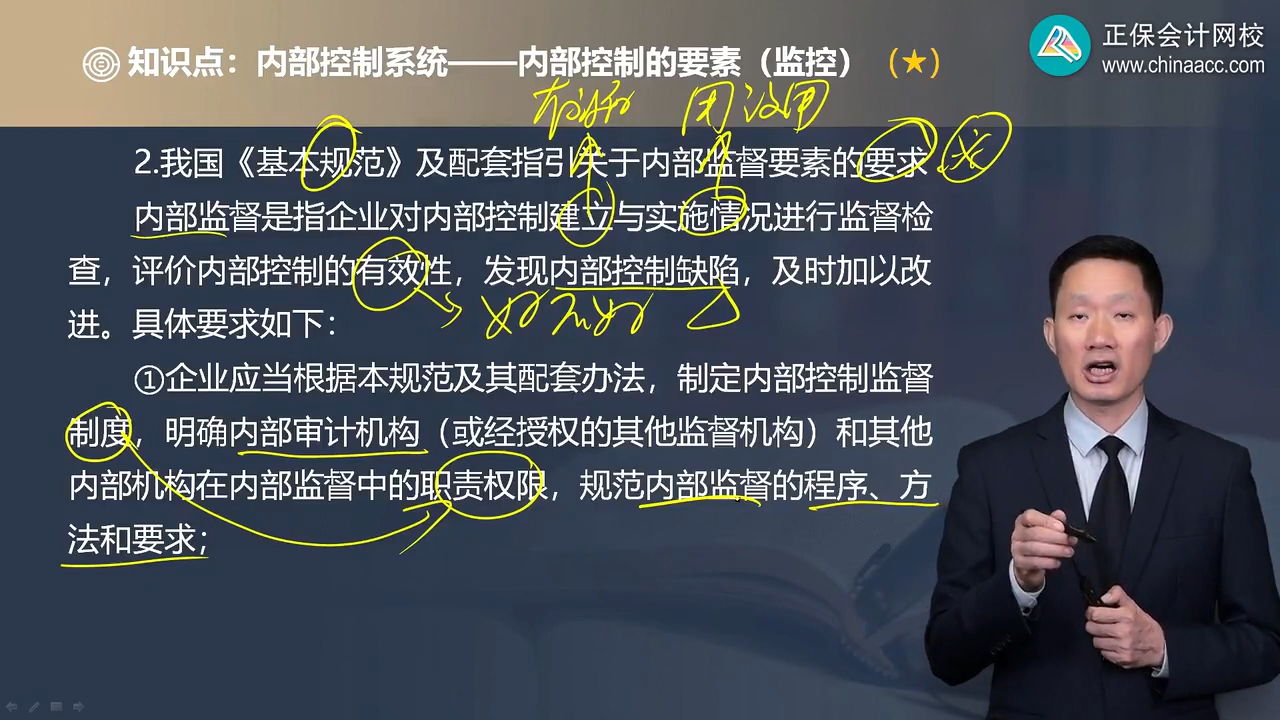 知识点：内部控制系统——内部控制的要素（监控）（★）
正保会计网校
www.chinaacc.com
有没有 用没用
2.我国《基本规范》及配套指引关于内部监督要素的要求
内部监督是指企业对内部控制建立与实施情况进行监督检
查，评价内部控制的有效性，发现内部控制缺陷，及时加以改
进。具体要求如下：
好不好
①企业应当根据本规范及其配套办法，制定内部控制监督
制度，明确内部审计机构（或经授权的其他监督机构）和其他
内部机构在内部监督中的职责权限，规范内部监督的程序、方
法和要求；